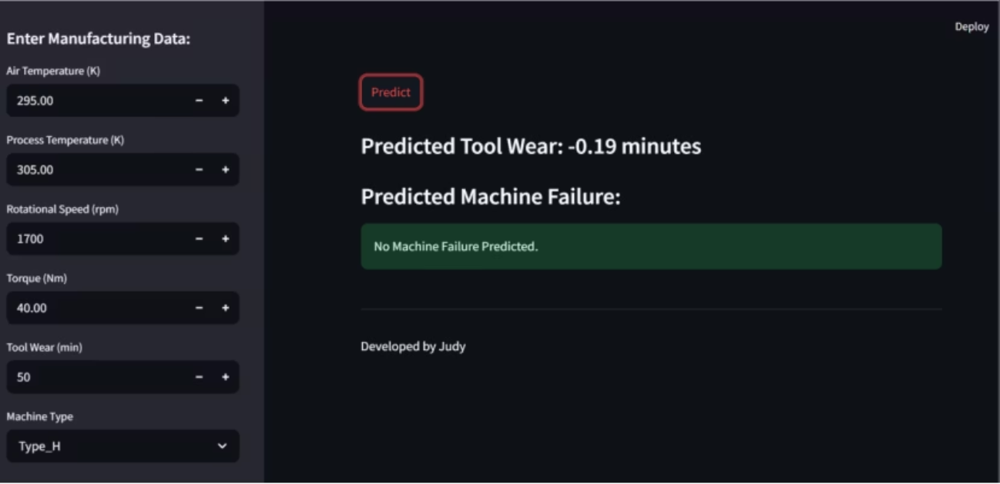 Enter Manufacturing Data:
Air Temperature (K)
295.00 − +
Process Temperature (K)
305.00 − +
Rotational Speed (rpm)
1700 − +
Torque (Nm)
40.00 − +
Tool Wear (min)
50 − +
Machine Type
Type_H
Deploy
Predict
Predicted Tool Wear: -0.19 minutes
Predicted Machine Failure:
No Machine Failure Predicted.
Developed by Judy